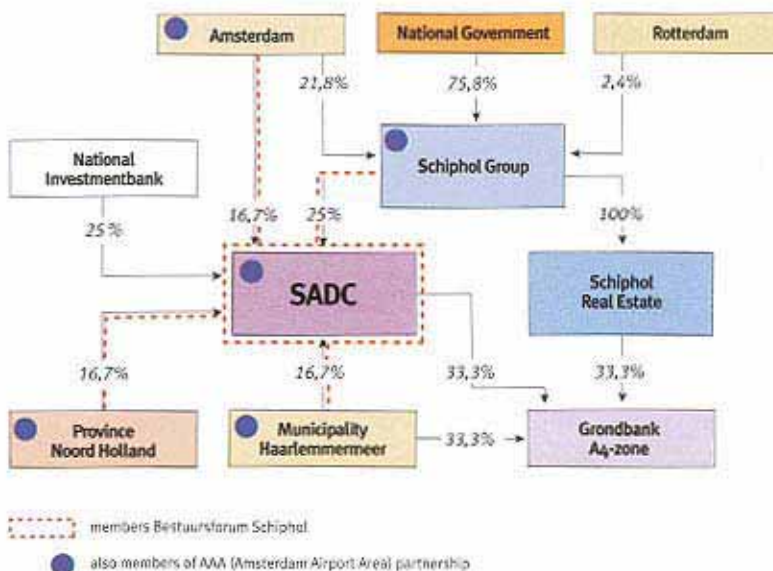 Amsterdam
National Government
Rotterdam
21,8%
75,8%
2,4%
National
Investmentbank
Schiphol Group
25%
16,7%
25%
100%
SADC
Schiphol
Real Estate
16,7%
16,7%
33,3%
33,3%
Province
Noord Holland
Municipality
Haarlemmermeer
33,3%
Grondbank
A4-zone
members Bestuursforum Schiphol
also members of AAA (Amsterdam Airport Area) partnership